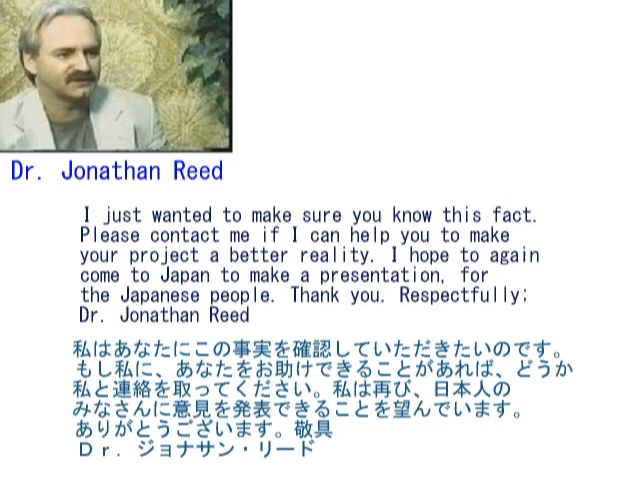 Dr. Jonathan Reed
I just wanted to make sure you know this fact.
Please contact me if I can help you to make
your project a better reality. I hope to again
come to Japan to make a presentation, for
the Japanese people. Thank you. Respectfully;
Dr. Jonathan Reed
私はあなたにこの事実を確認していただきたいのです。
もし私に、あなたをお助けできることがあれば、どうか
私と連絡を取ってください。私は再び、日本人の
みなさんに意見を発表できることを望んでいます。
ありがとうございます。敬具
Ｄｒ．ジョナサン・リード